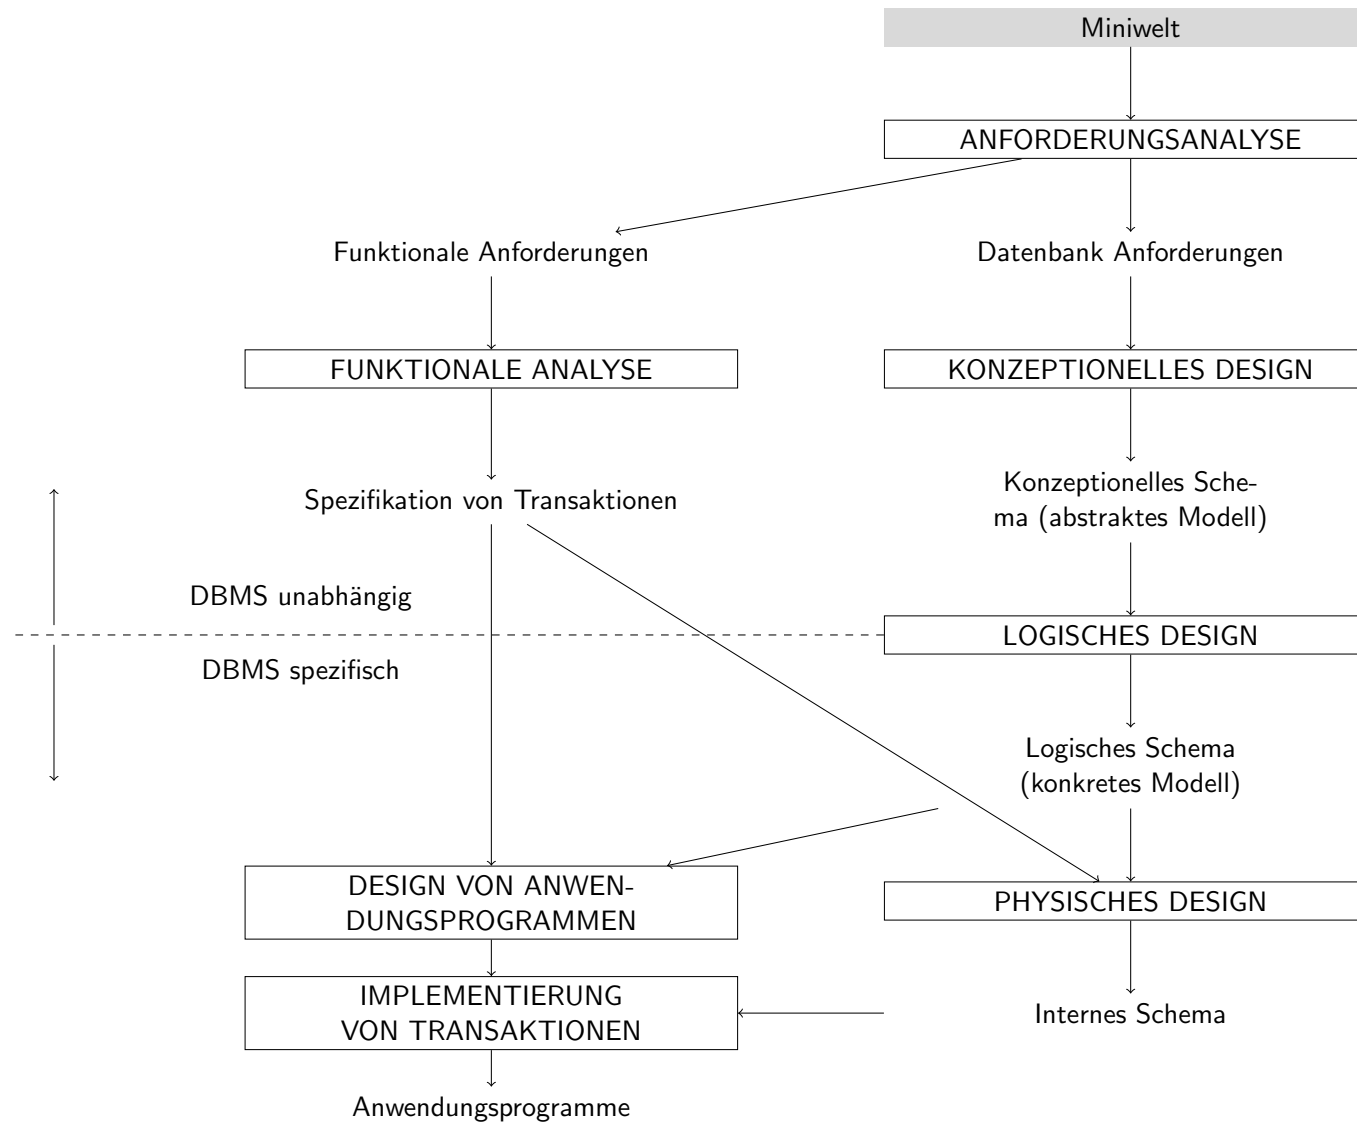 Miniwelt
ANFORDERUNGSANALYSE
Funktionale Anforderungen
Datenbank Anforderungen
FUNKTIONALE ANALYSE
KONZEPTIONELLES DESIGN
Spezifikation von Transaktionen
Konzeptionelles Sche-
ma (abstraktes Modell)
DBMS unabhängig
LOGISCHES DESIGN
DBMS spezifisch
Logisches Schema
(konkretes Modell)
DESIGN VON ANWEN-
DUNGSPROGRAMMEN
PHYSISCHES DESIGN
IMPLEMENTIERUNG
VON TRANSAKTIONEN
Internes Schema
Anwendungsprogramme